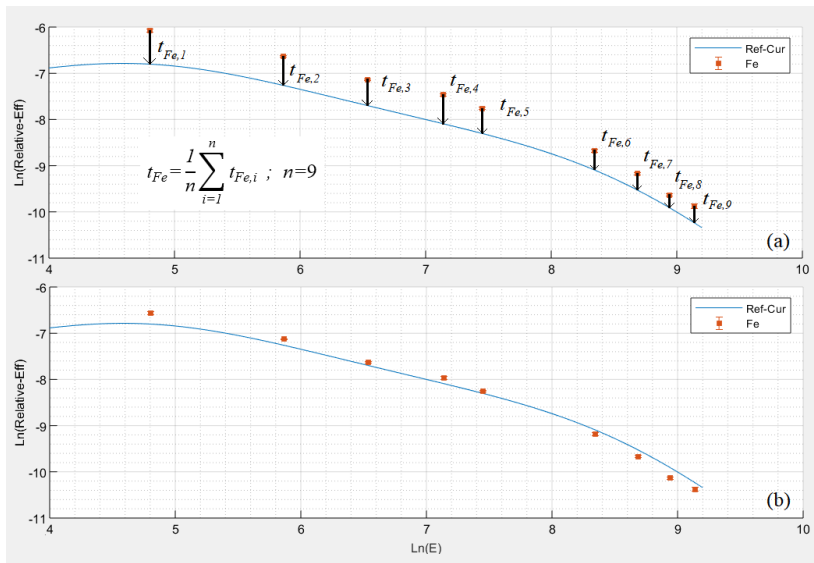 -6
-7
-8
-9
-10
-11
4
5
6
7
8
9
10
Ln(Relative-Eff)
Ref-Cur
Fe
t_{Fe,1}
t_{Fe,2}
t_{Fe,3}
t_{Fe,4}
t_{Fe,5}
t_{Fe,6}
t_{Fe,7}
t_{Fe,8}
t_{Fe,9}
t_{Fe}=\frac{1}{n}\sum_{i=1}^{n} t_{Fe,i} ; n=9
(a)
-6
-7
-8
-9
-10
-11
4
5
6
7
8
9
10
Ln(Relative-Eff)
Ref-Cur
Fe
(b)
Ln(E)